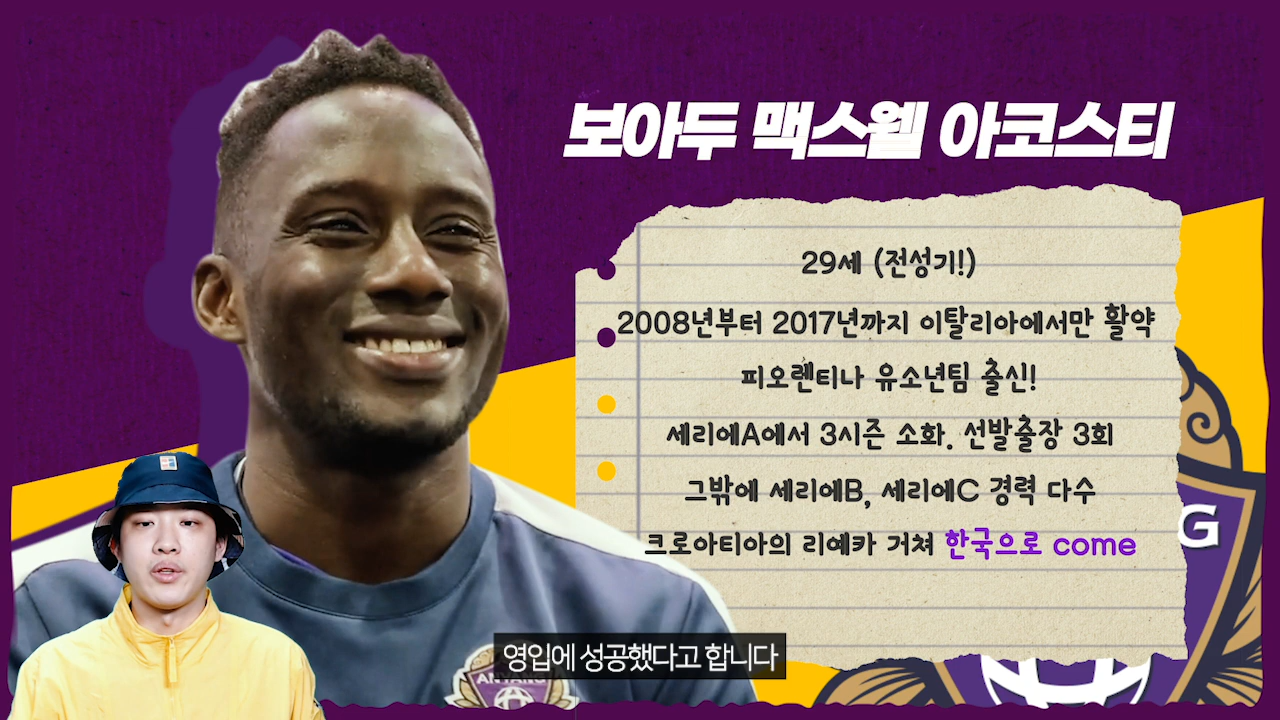 보아두 맥스웰 아코스티
29세 (전성기!)
2008년부터 2017년까지 이탈리아에서만 활약
피오렌티나 유소년팀 출신!
세리에A에서 3시즌 소화. 선발출장 3회
그밖에 세리에B, 세리에C 경력 다수
크로아티아의 리예카 거쳐 한국으로 come
G
영입에 성공했다고 합니다
ANYANG